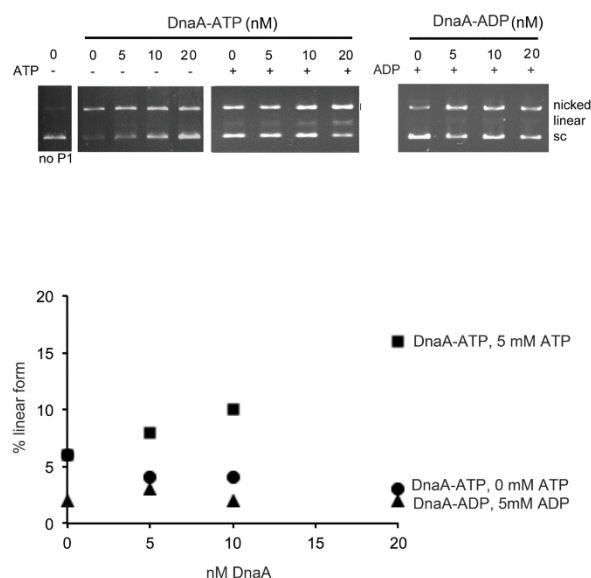 DnaA-ATP (nM)
DnaA-ADP (nM)
0 0 5 10 20 0 5 10 20 0 5 10 20
ATP - - - - - + + + + ADP + + + +
nicked
linear
sc
no P1
20
15
10
5
0
% linear form
DnaA-ATP, 5 mM ATP
DnaA-ATP, 0 mM ATP
DnaA-ADP, 5mM ADP
0 5 10 15 20
nM DnaA